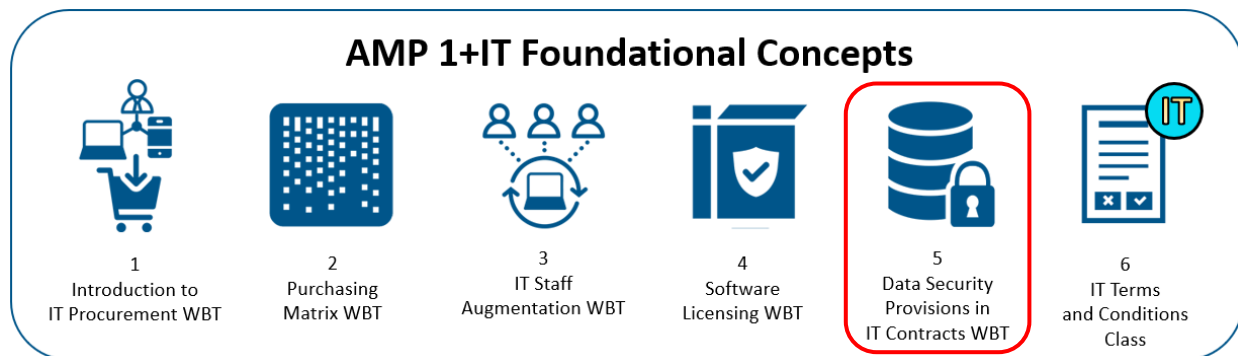 AMP 1+IT Foundational Concepts
IT
1
Introduction to
IT Procurement WBT
2
Purchasing
Matrix WBT
3
IT Staff
Augmentation WBT
4
Software
Licensing WBT
5
Data Security
Provisions in
IT Contracts WBT
6
IT Terms
and Conditions
Class